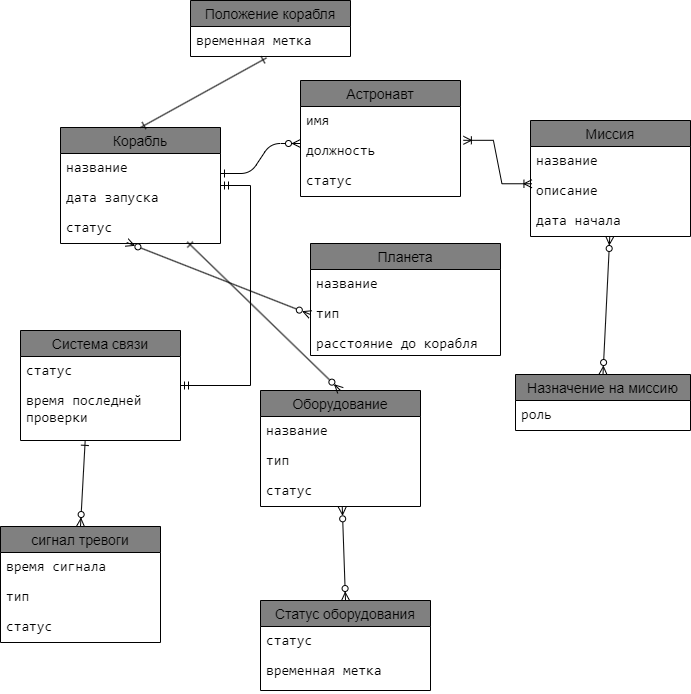 Положение корабля
временная метка
Корабль
название
дата запуска
статус
Астронавт
имя
должность
статус
Миссия
название
описание
дата начала
Планета
название
тип
расстояние до корабля
Система связи
статус
время последней
проверки
Оборудование
название
тип
статус
Назначение на миссию
роль
сигнал тревоги
время сигнала
тип
статус
Статус оборудования
статус
временная метка